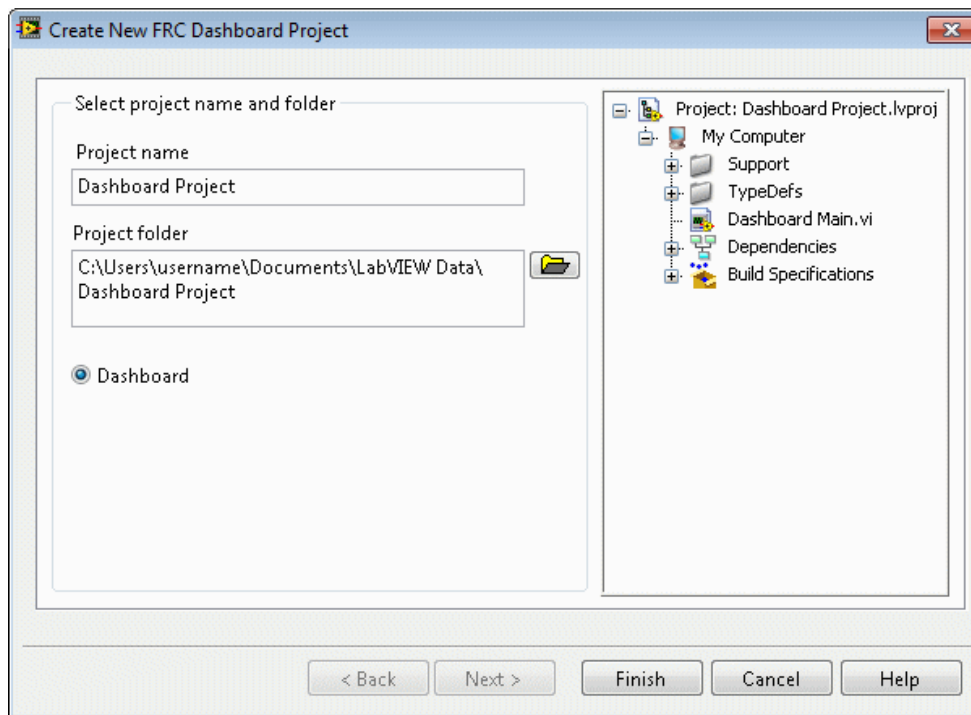 Create New FRC Dashboard Project
Select project name and folder
Project name
Dashboard Project
Project folder
C:\Users\username\Documents\LabVIEW Data\
Dashboard Project
Dashboard
Project: Dashboard Project.lvproj
My Computer
Support
TypeDefs
Dashboard Main.vi
Dependencies
Build Specifications
< Back
Next >
Finish
Cancel
Help